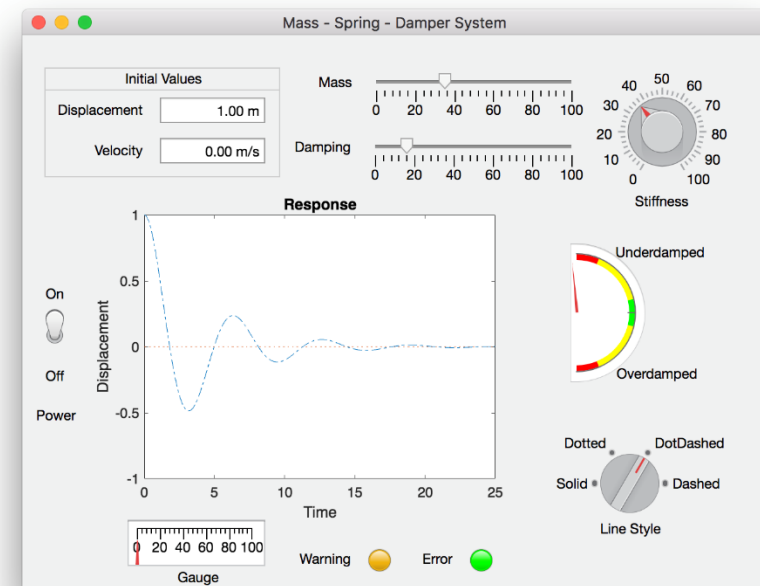 Mass - Spring - Damper System
Initial Values
Displacement 1.00 m
Velocity 0.00 m/s
Mass
0 20 40 60 80 100
Damping
0 20 40 60 80 100
0 10 20 30 40 50 60 70 80 90 100
Stiffness
Response
1
0.5
0
-0.5
-1
Displacement
0 5 10 15 20 25
Time
On
Off
Power
Underdamped
Overdamped
Dotted DotDashed
Solid Dashed
Line Style
0 20 40 60 80 100
Gauge
Warning Error